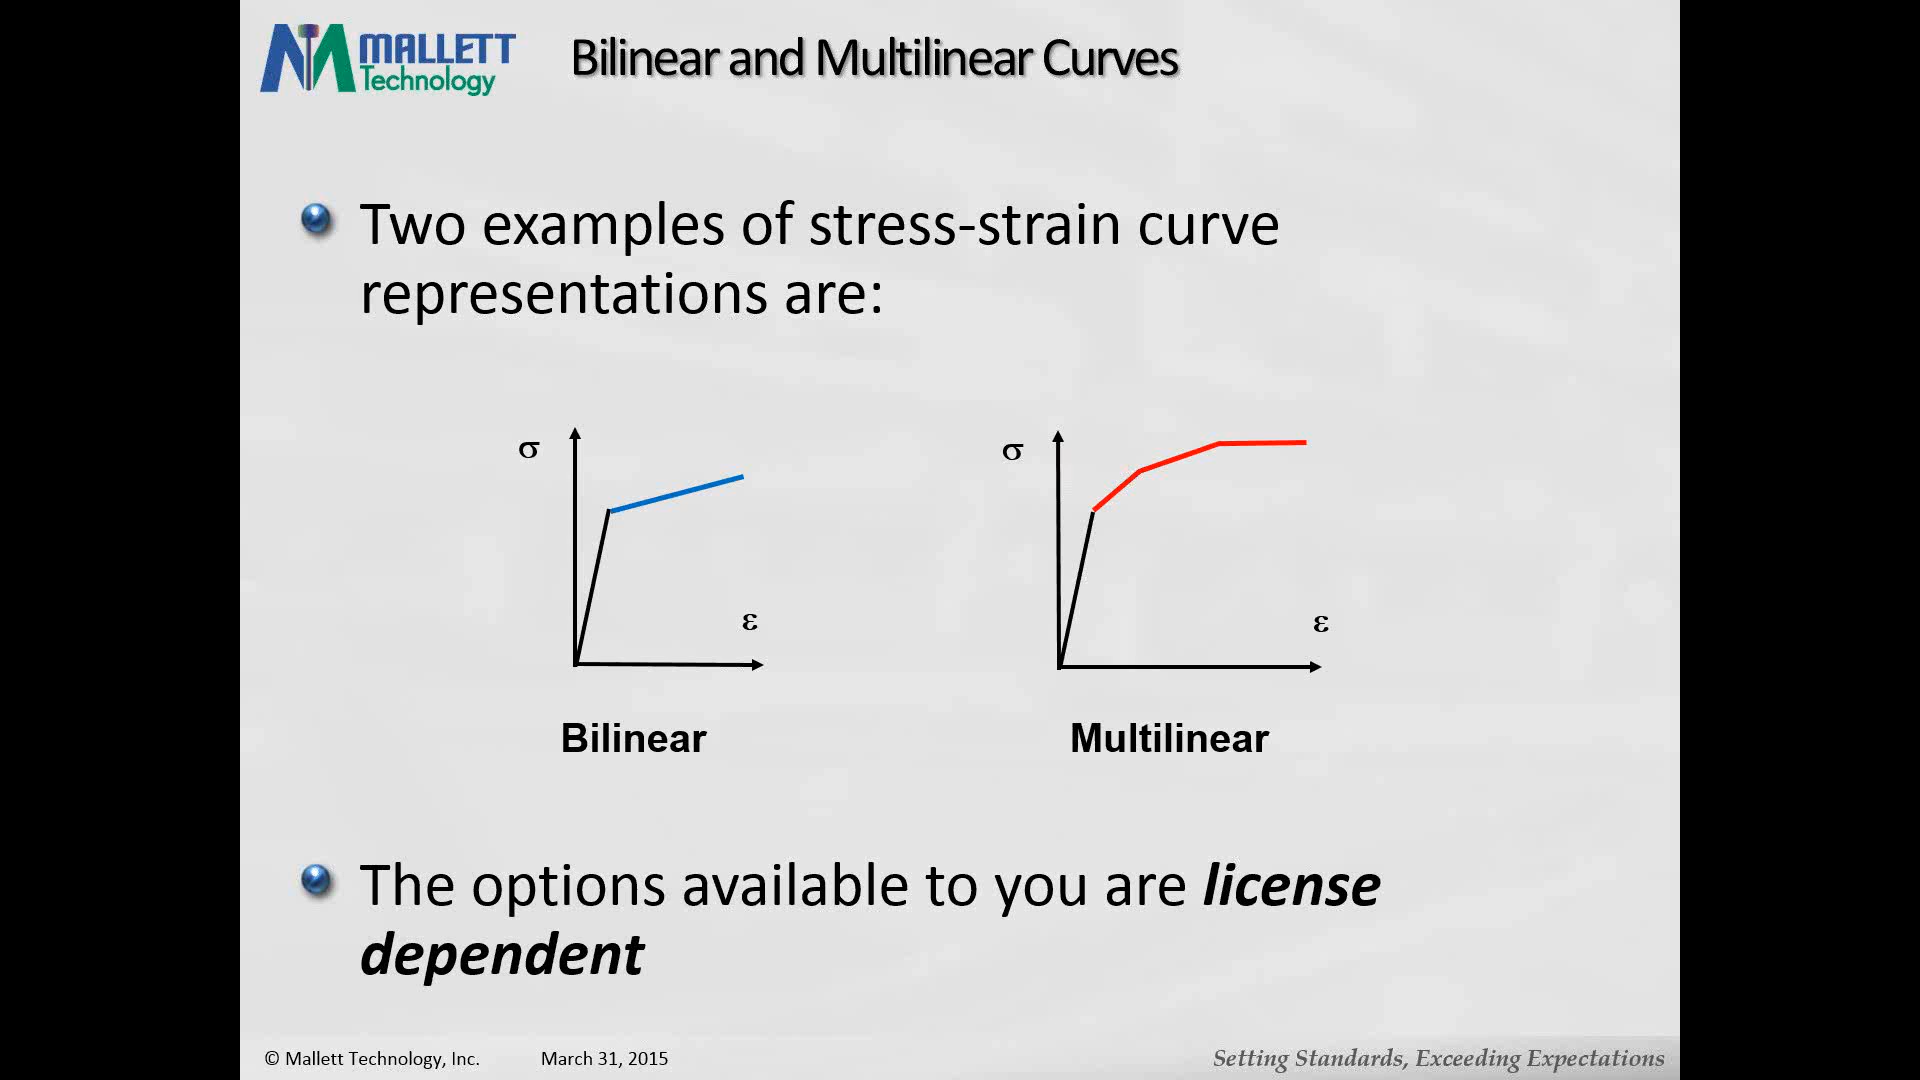 MALLETT
Technology
Bilinear and Multilinear Curves
Two examples of stress-strain curve
representations are:
σ
ε
Bilinear
σ
ε
Multilinear
The options available to you are license
dependent
© Mallett Technology, Inc.
March 31, 2015
Setting Standards, Exceeding Expectations